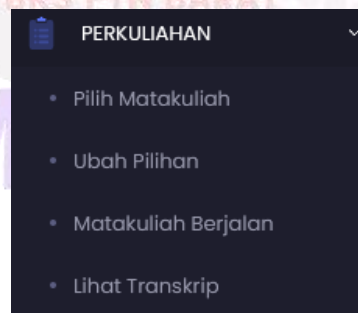 PERKULIAHAN
Pilih Matakuliah
Ubah Pilihan
Matakuliah Berjalan
Lihat Transkrip